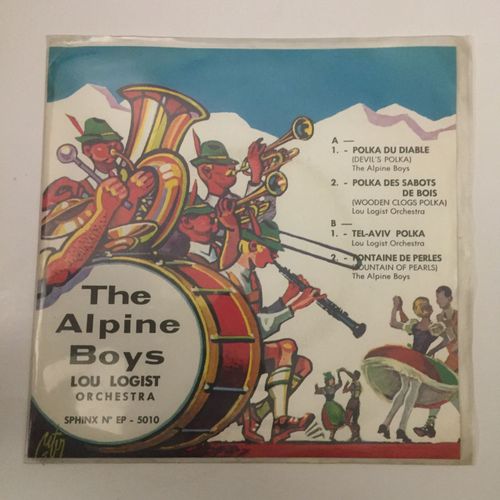 A —
1. - POLKA DU DIABLE
(DEVIL'S POLKA)
The Alpine Boys
2. - POLKA DES SABOTS
DE BOIS
(WOODEN CLOGS POLKA)
Lou Logist Orchestra
B —
1. - TEL-AVIV POLKA
Lou Logist Orchestra
2. - FONTAINE DE PERLES
(FOUNTAIN OF PEARLS)
The Alpine Boys
The
Alpine
Boys
LOU LOGIST
ORCHESTRA
SPHINX N° EP - 5010